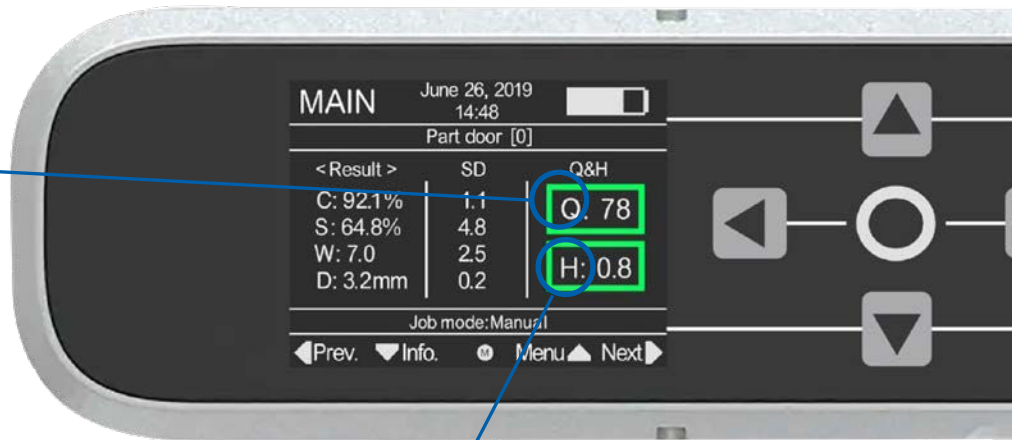 MAIN June 26, 2019
14:48
Part door [0]
<Result> SD Q&H
C: 92.1% 1.1 Q: 78
S: 64.8% 4.8
W: 7.0 2.5 H: 0.8
D: 3.2mm 0.2
Job mode:Manual
Prev. Info. M Menu Next